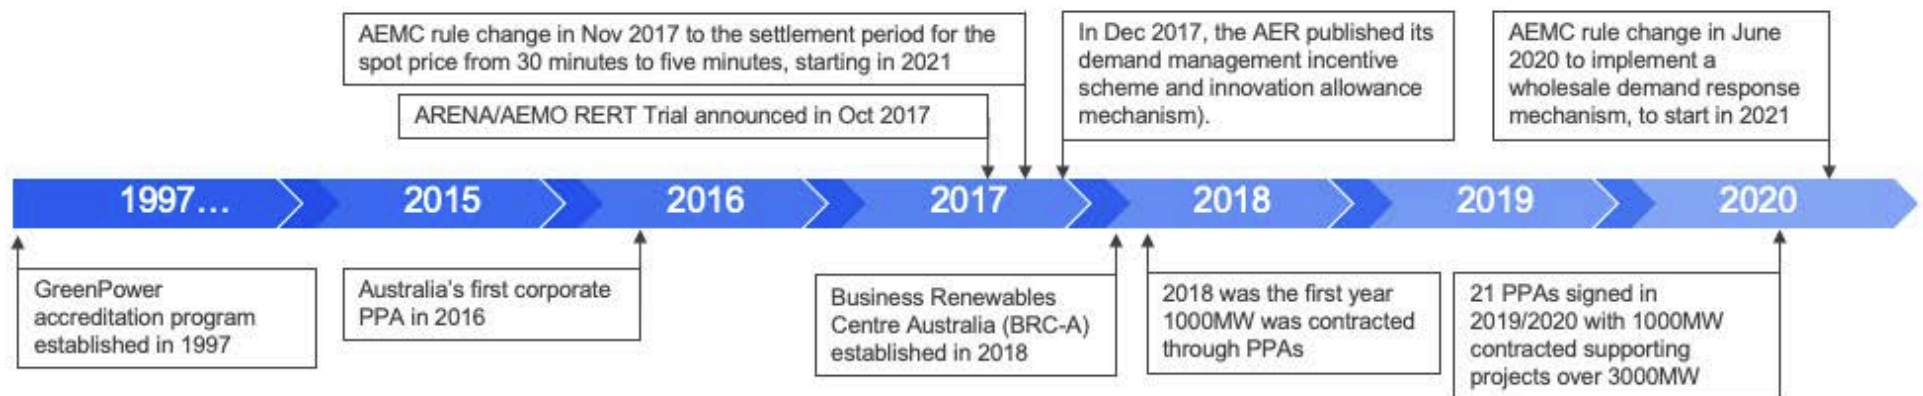 AEMC rule change in Nov 2017 to the settlement period for the
spot price from 30 minutes to five minutes, starting in 2021
ARENA/AEMO RERT Trial announced in Oct 2017
In Dec 2017, the AER published its
demand management incentive
scheme and innovation allowance
mechanism).
AEMC rule change in June
2020 to implement a
wholesale demand response
mechanism, to start in 2021
1997...
2015
2016
2017
2018
2019
2020
GreenPower
accreditation program
established in 1997
Australia's first corporate
PPA in 2016
Business Renewables
Centre Australia (BRC-A)
established in 2018
2018 was the first year
1000MW was contracted
through PPAs
21 PPAs signed in
2019/2020 with 1000MW
contracted supporting
projects over 3000MW